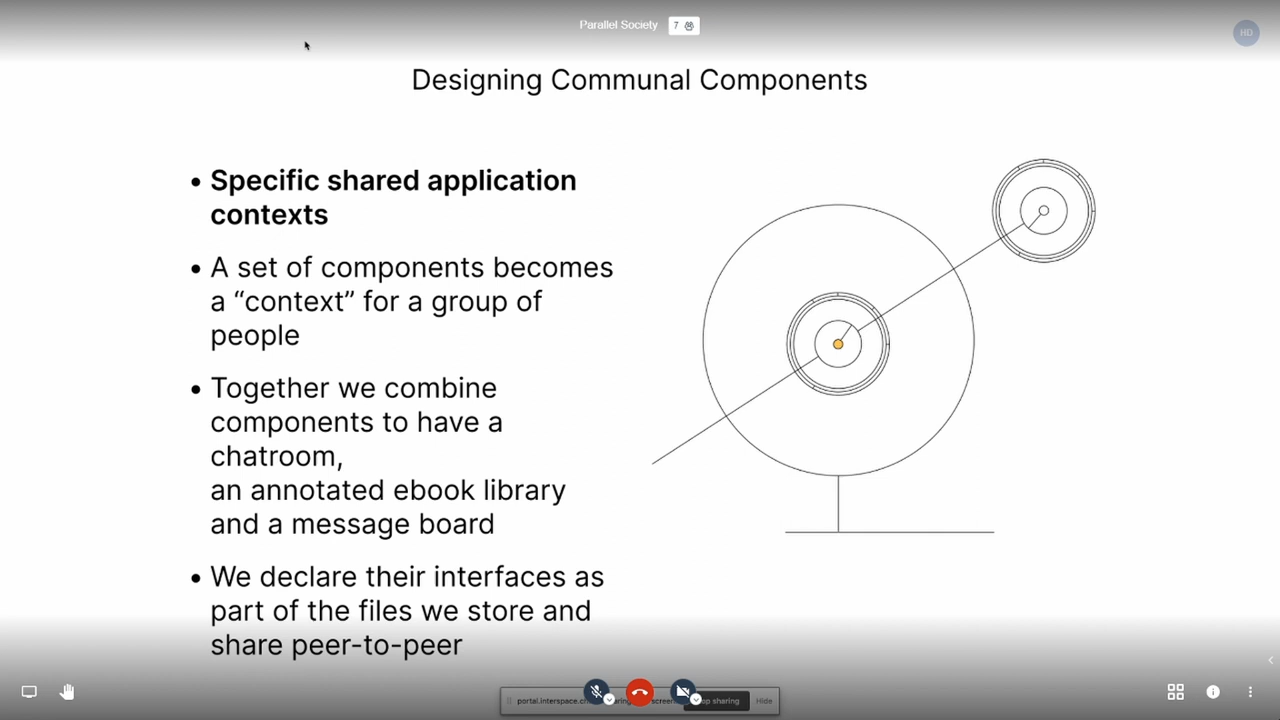 Parallel Society 7
HD
Designing Communal Components
• Specific shared application
contexts
• A set of components becomes
a “context” for a group of
people
• Together we combine
components to have a
chatroom,
an annotated ebook library
and a message board
• We declare their interfaces as
part of the files we store and
share peer-to-peer
portal.interspace.ch screen sharing Hide